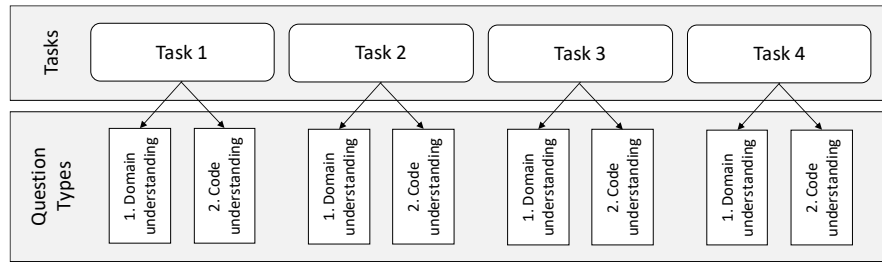 Tasks
Task 1
Task 2
Task 3
Task 4
Question
Types
1. Domain
understanding
2. Code
understanding
1. Domain
understanding
2. Code
understanding
1. Domain
understanding
2. Code
understanding
1. Domain
understanding
2. Code
understanding